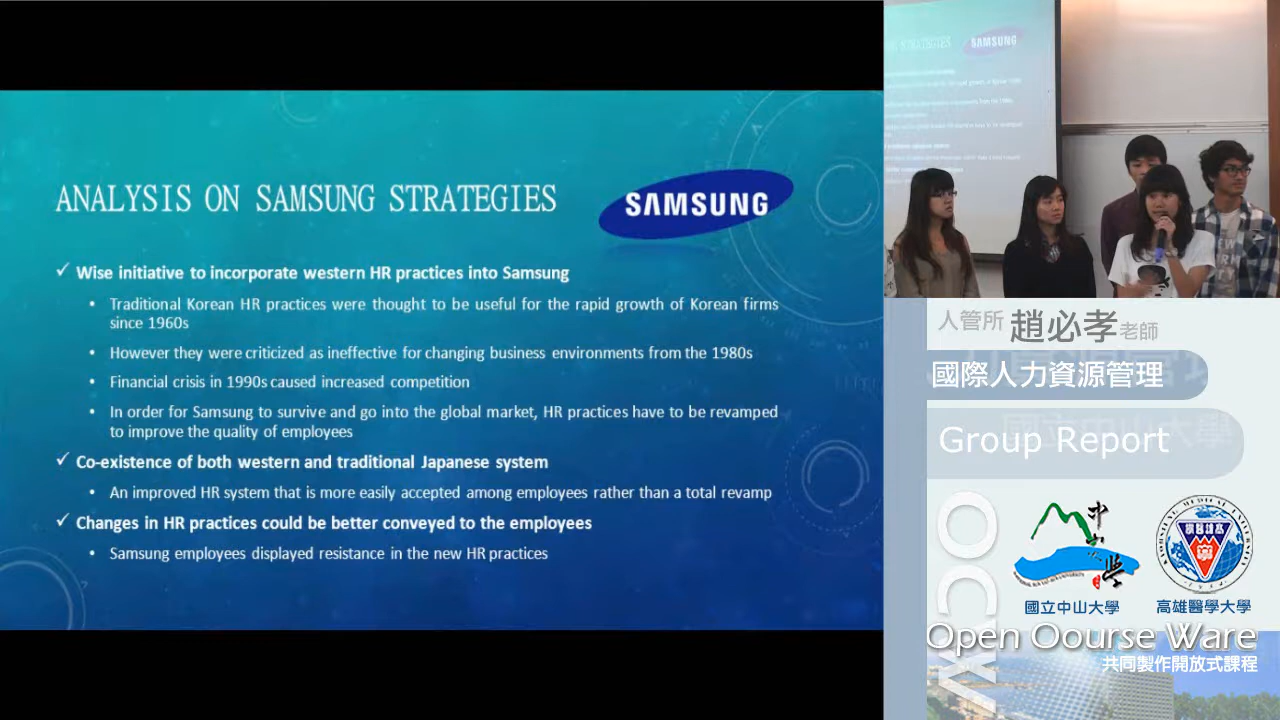 ANALYSIS ON SAMSUNG STRATEGIES
SAMSUNG
✓ Wise initiative to incorporate western HR practices into Samsung
• Traditional Korean HR practices were thought to be useful for the rapid growth of Korean firms
since 1960s
• However they were criticized as ineffective for changing business environments from the 1980s
• Financial crisis in 1990s caused increased competition
• In order for Samsung to survive and go into the global market, HR practices have to be revamped
to improve the quality of employees
✓ Co-existence of both western and traditional Japanese system
• An improved HR system that is more easily accepted among employees rather than a total revamp
✓ Changes in HR practices could be better conveyed to the employees
• Samsung employees displayed resistance in the new HR practices
STRATEGIES SAMSUNG
人管所 趙必孝老師
國際人力資源管理
Group Report
OCW
中山大學
國立中山大學
高雄醫學大學
Open Oourse Ware
共同製作開放式課程